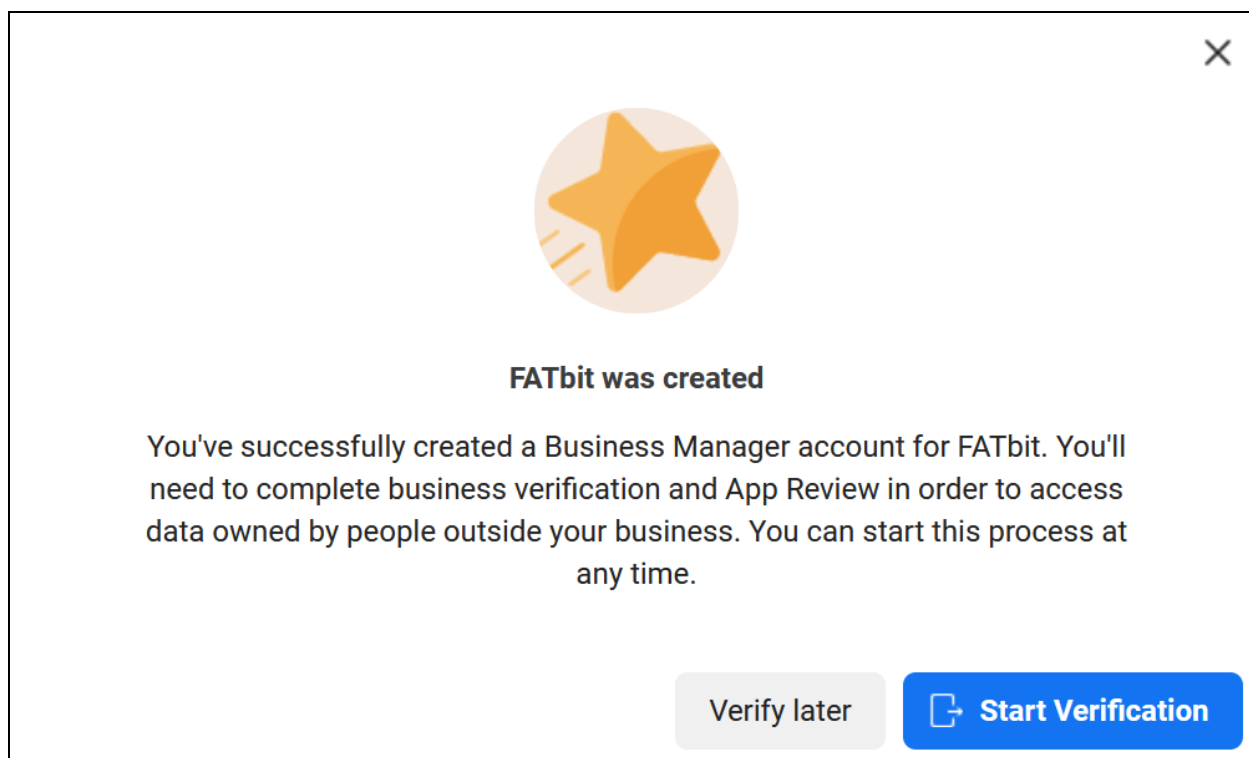 FATbit was created
You've successfully created a Business Manager account for FATbit. You'll
need to complete business verification and App Review in order to access
data owned by people outside your business. You can start this process at
any time.
Verify later
Start Verification